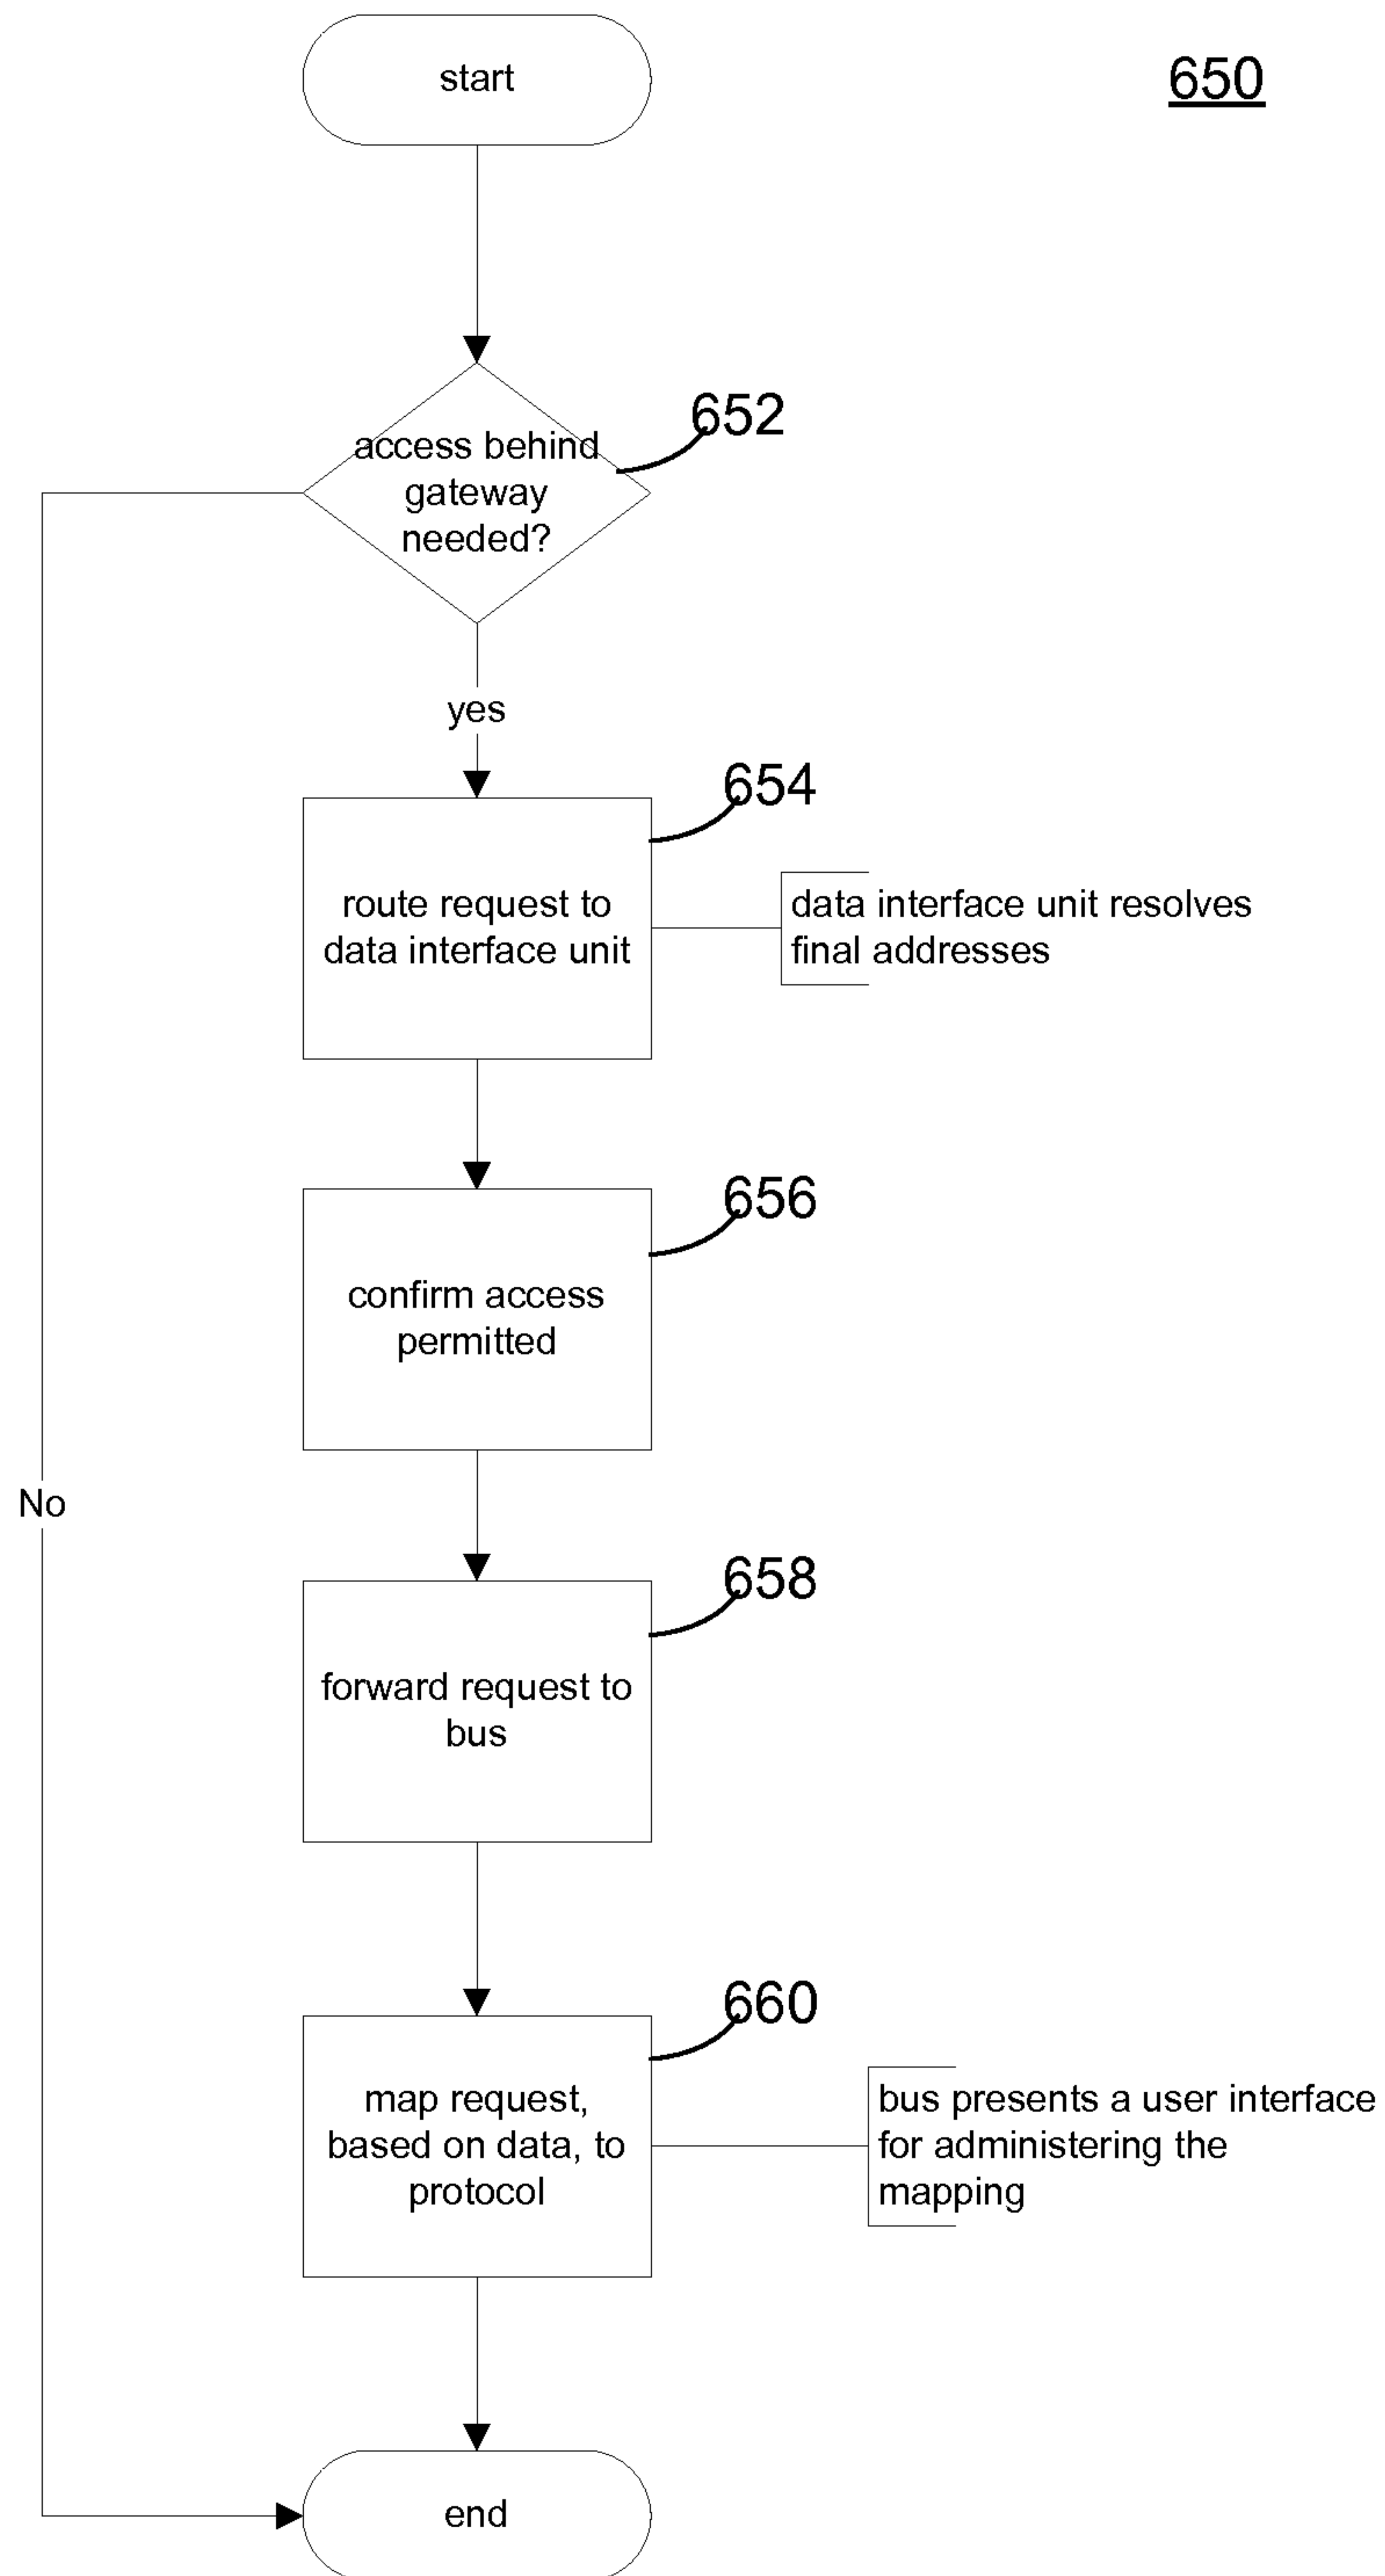 start
650
access behind
gateway
needed?
652
yes
654
route request to
data interface unit
data interface unit resolves
final addresses
656
confirm access
permitted
No
658
forward request to
bus
660
map request,
based on data, to
protocol
bus presents a user interface
for administering the
mapping
end